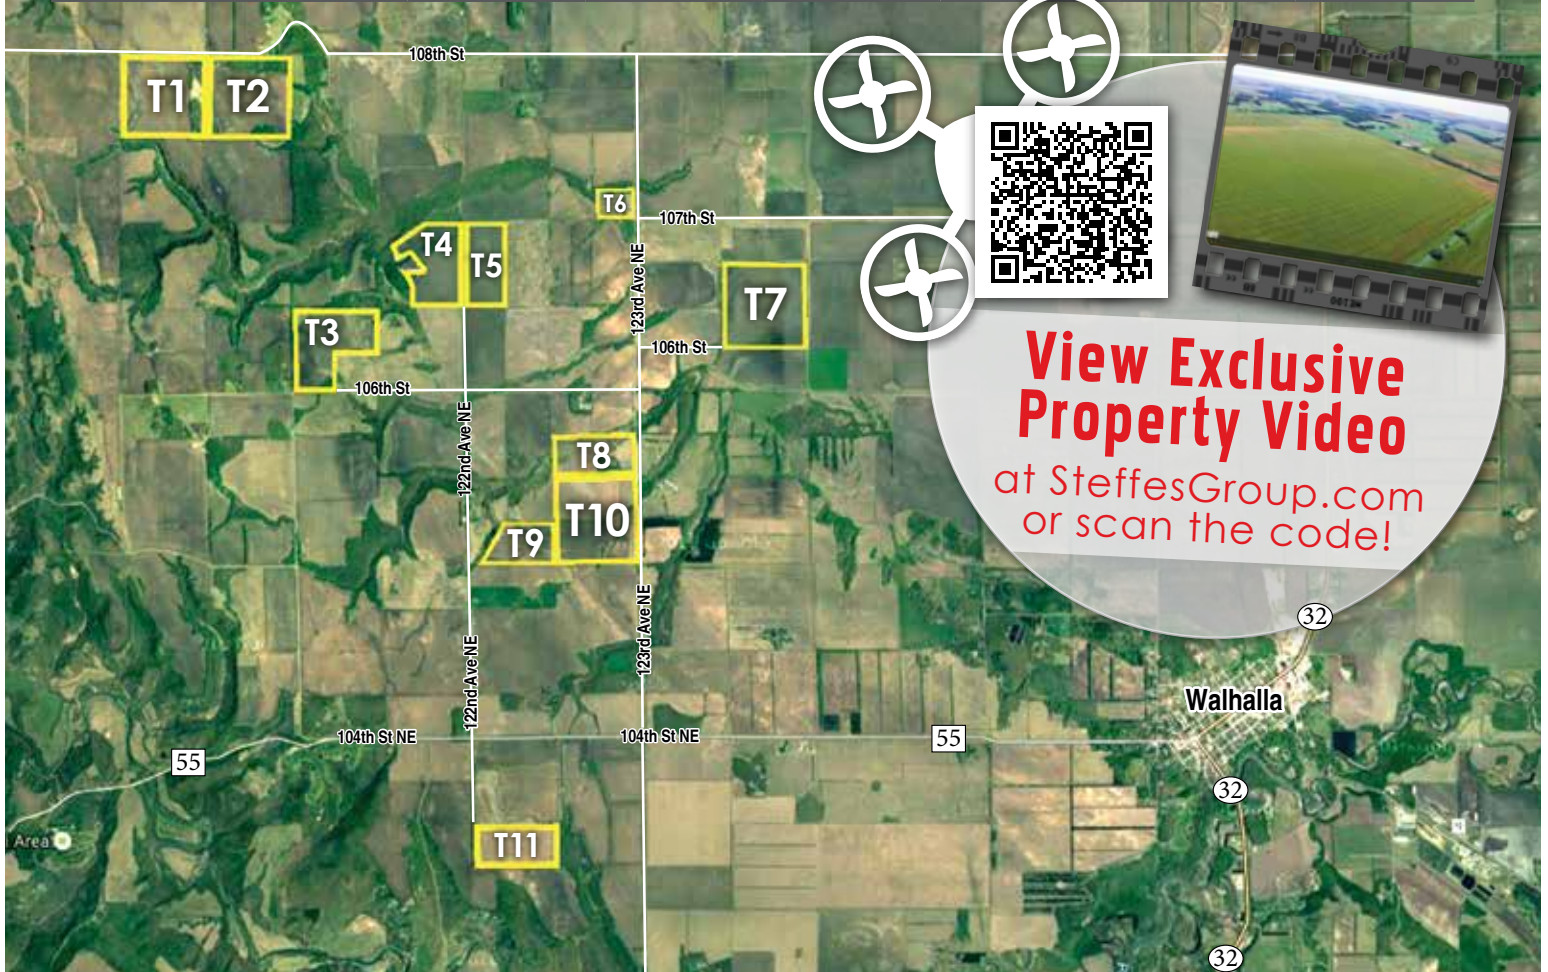 108th St
T1
T2
T6
107th St
T4
T5
123rd Ave NE
T7
T3
106th St
106th St
122nd Ave NE
T8
T10
T9
123rd Ave NE
122nd Ave NE
104th St NE
104th St NE
55
55
T11
Area
32
Walhalla
32
32
View Exclusive
Property Video
at SteffesGroup.com
or scan the code!